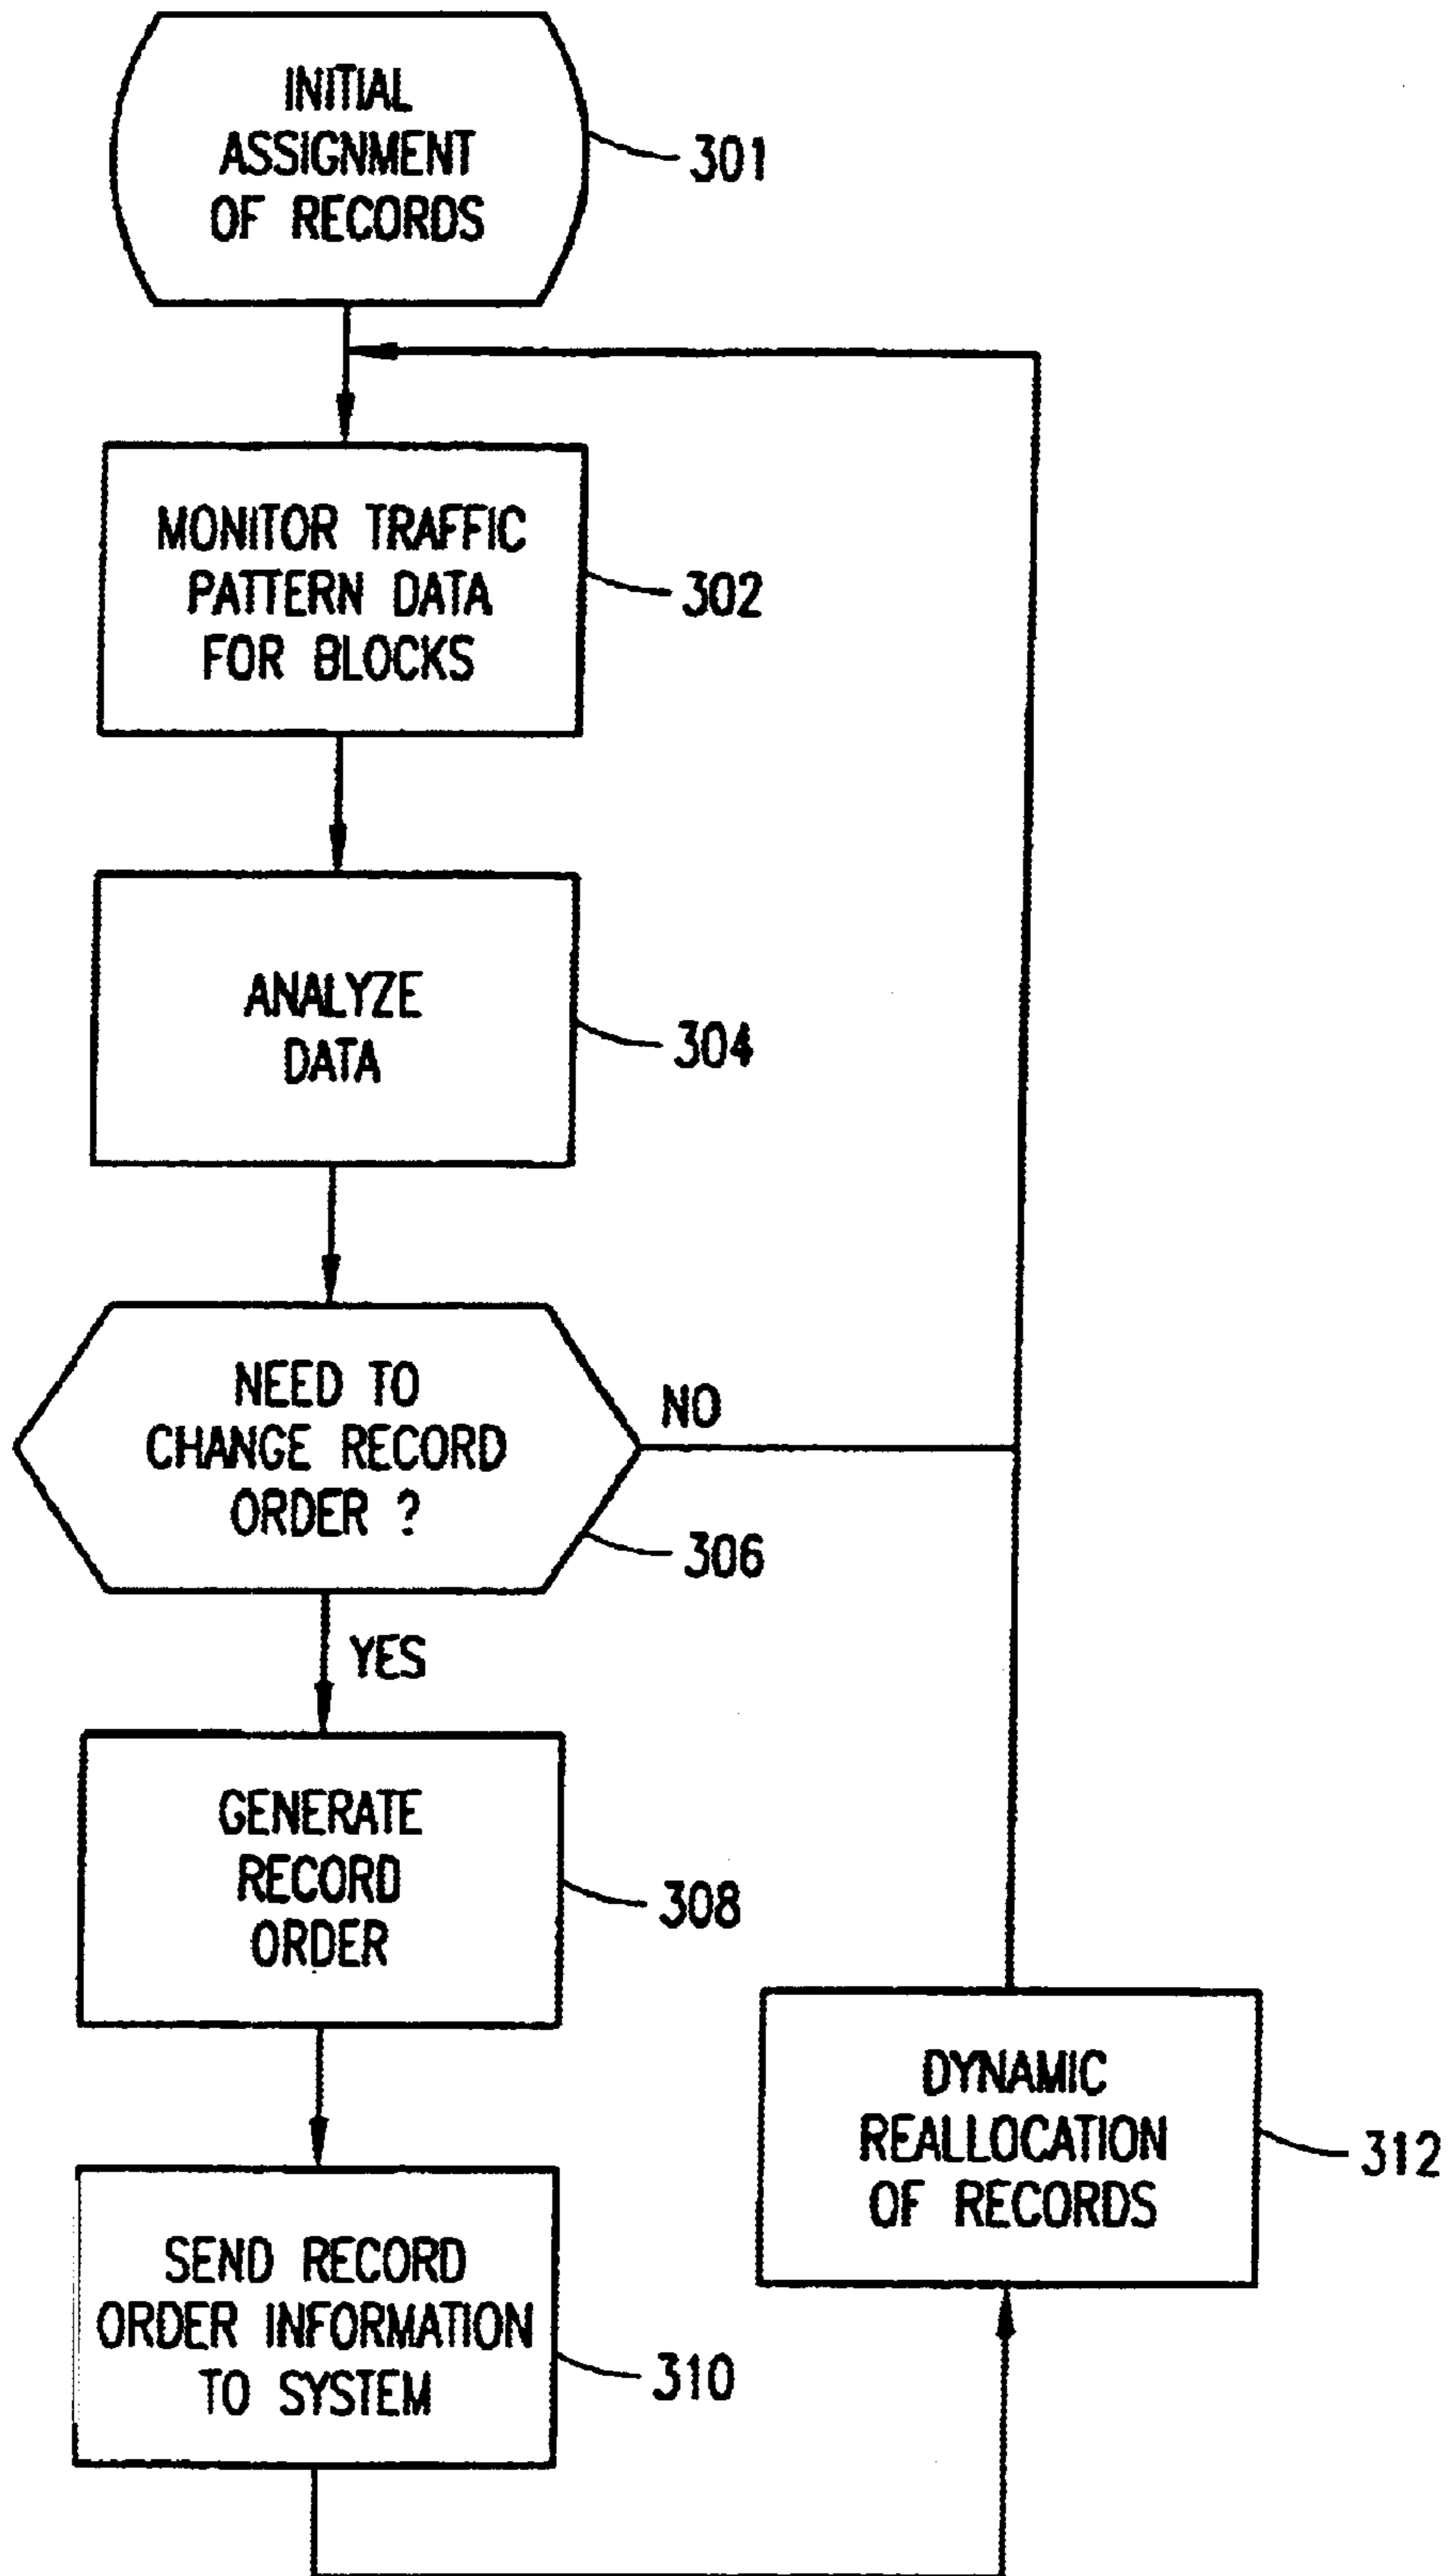 INITIAL
ASSIGNMENT
OF RECORDS
301
MONITOR TRAFFIC
PATTERN DATA
FOR BLOCKS
302
ANALYZE
DATA
304
NEED TO
CHANGE RECORD
ORDER ?
NO
306
YES
GENERATE
RECORD
ORDER
308
DYNAMIC
REALLOCATION
OF RECORDS
312
SEND RECORD
ORDER INFORMATION
TO SYSTEM
310